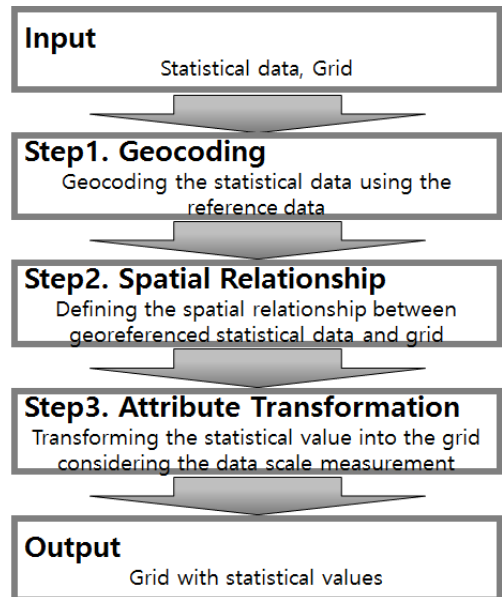 Input
Statistical data, Grid
Step1. Geocoding
Geocoding the statistical data using the
reference data
Step2. Spatial Relationship
Defining the spatial relationship between
georeferenced statistical data and grid
Step3. Attribute Transformation
Transforming the statistical value into the grid
considering the data scale measurement
Output
Grid with statistical values